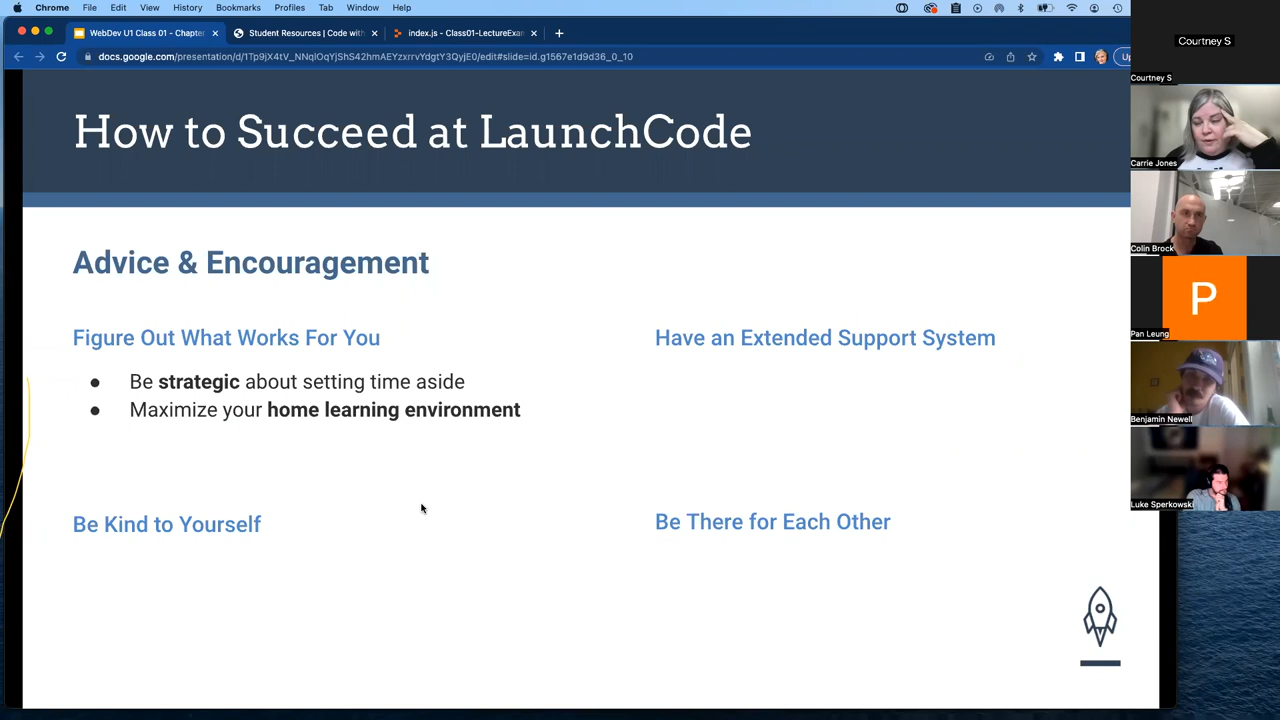 Chrome File Edit View History Bookmarks Profiles Tab Window Help
WebDev U1 Class 01 - Chapte
Student Resources | Code with
index.js - Class01-LectureExam
docs.google.com/presentation/d/1Tp9jX4tV_NNqIOqYjShS42hmAEYzxrrvYdgtY3QyjE0/edit#slide=id.g1567e1d9d36_0_10
Up
How to Succeed at LaunchCode
Advice & Encouragement
Figure Out What Works For You
● Be strategic about setting time aside
● Maximize your home learning environment
Have an Extended Support System
Be Kind to Yourself
Be There for Each Other
Courtney S
Courtney S
Carrie Jones
Colin Brock
P
Pan Leung
Benjamin Newell
Luke Sperkowski